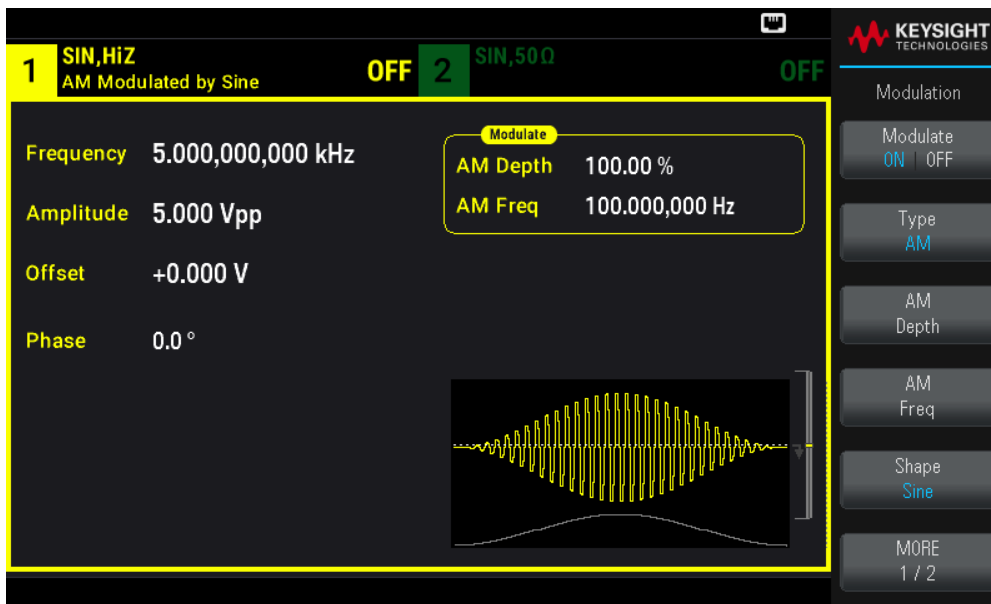 KEYSIGHT
TECHNOLOGIES
1
SIN,HiZ
AM Modulated by Sine
OFF
2
SIN,50Ω
OFF
Frequency 5.000,000,000 kHz
Amplitude 5.000 Vpp
Offset +0.000 V
Phase 0.0 °
Modulate
AM Depth 100.00 %
AM Freq 100.000,000 Hz
Modulation
Modulate
ON | OFF
Type
AM
AM
Depth
AM
Freq
Shape
Sine
MORE
1 / 2